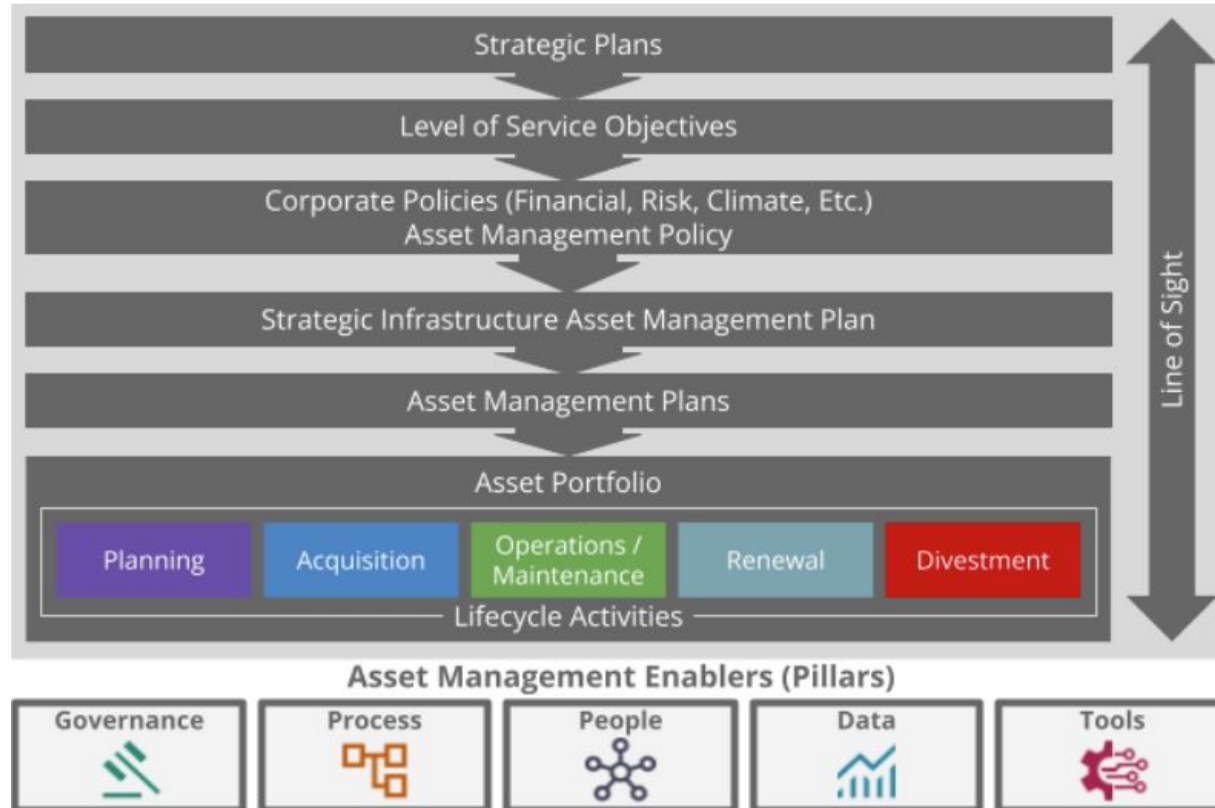 Strategic Plans
Level of Service Objectives
Corporate Policies (Financial, Risk, Climate, Etc.)
Asset Management Policy
Strategic Infrastructure Asset Management Plan
Asset Management Plans
Asset Portfolio
Planning
Acquisition
Operations /
Maintenance
Renewal
Divestment
Lifecycle Activities
Line of Sight
Asset Management Enablers (Pillars)
Governance
Process
People
Data
Tools